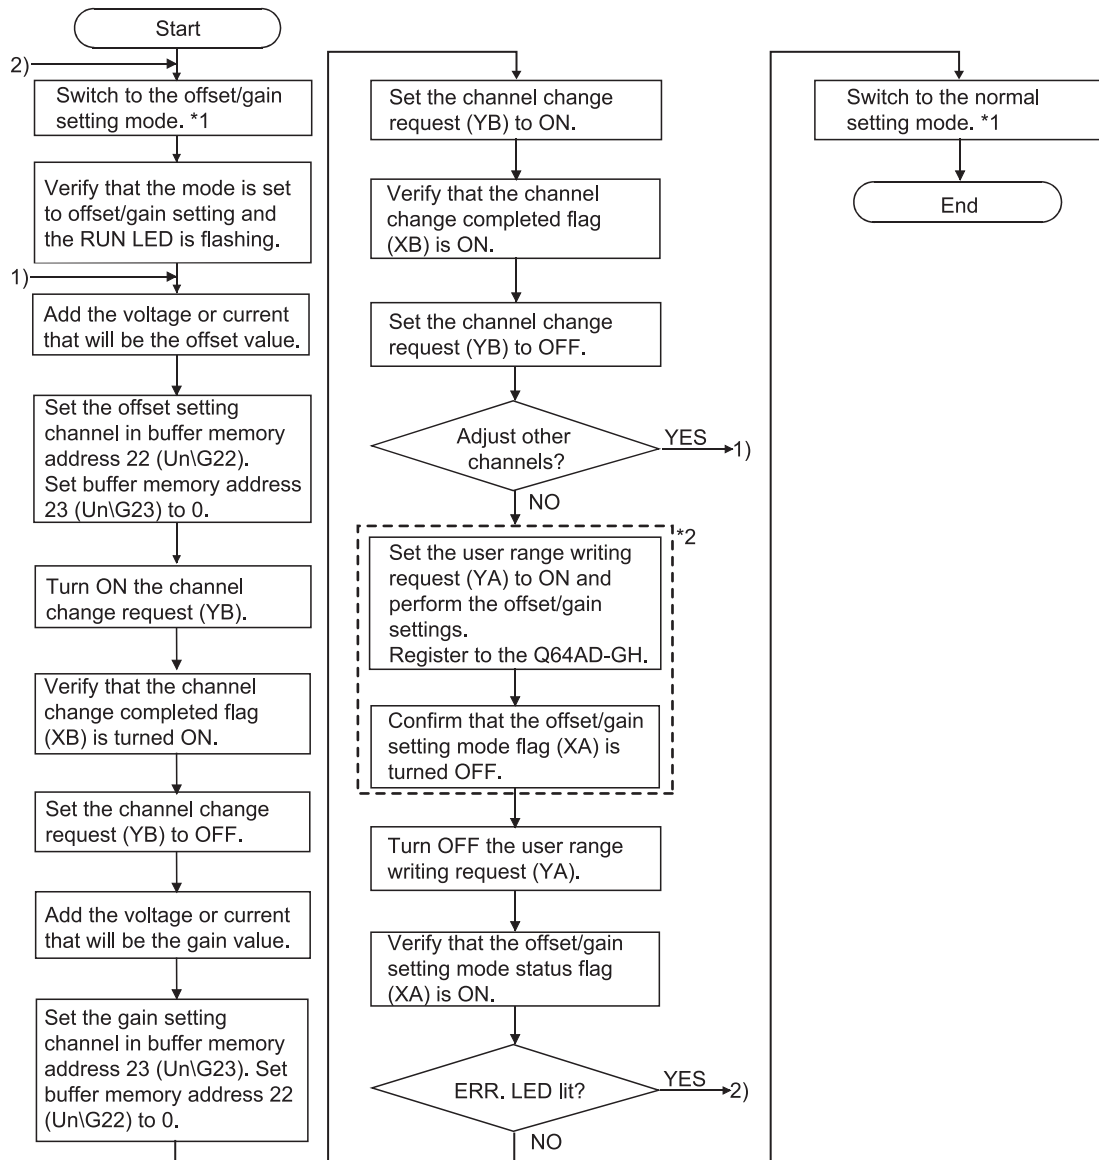 Start
2)
Switch to the offset/gain
setting mode. *1
Verify that the mode is set
to offset/gain setting and
the RUN LED is flashing.
1)
Add the voltage or current
that will be the offset value.
Set the offset setting
channel in buffer memory
address 22 (Un\G22).
Set buffer memory address
23 (Un\G23) to 0.
Turn ON the channel
change request (YB).
Verify that the channel
change completed flag
(XB) is turned ON.
Set the channel change
request (YB) to OFF.
Add the voltage or current
that will be the gain value.
Set the gain setting
channel in buffer memory
address 23 (Un\G23). Set
buffer memory address 22
(Un\G22) to 0.
Set the channel change
request (YB) to ON.
Verify that the channel
change completed flag
(XB) is ON.
Set the channel change
request (YB) to OFF.
Adjust other
channels?
YES
1)
NO
*2
Set the user range writing
request (YA) to ON and
perform the offset/gain
settings.
Register to the Q64AD-GH.
Confirm that the offset/gain
setting mode flag (XA) is
turned OFF.
Turn OFF the user range
writing request (YA).
Verify that the offset/gain
setting mode status flag
(XA) is ON.
ERR. LED lit?
YES
2)
NO
Switch to the normal
setting mode. *1
End